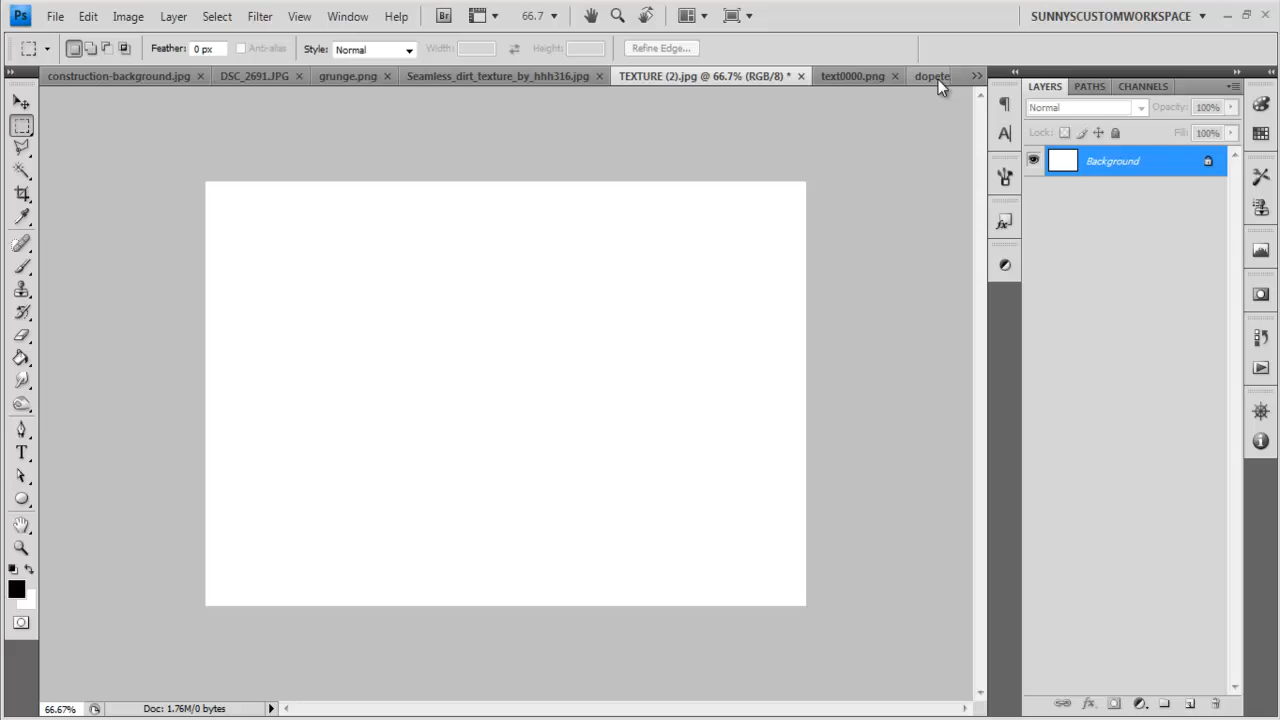 Ps File Edit Image Layer Select Filter View Window Help Br 66.7 SUNNYSCUSTOMWORKSPACE
Feather: 0 px Anti-alias Style: Normal Width: Height: Refine Edge...
construction-background.jpg DSC_2691.JPG grunge.png Seamless_dirt_texture_by_hhh316.jpg TEXTURE (2).jpg @ 66.7% (RGB/8) * text0000.png dopete
LAYERS PATHS CHANNELS
Normal Opacity: 100%
Lock: Fill: 100%
Background
66.67% Doc: 1.76M/0 bytes